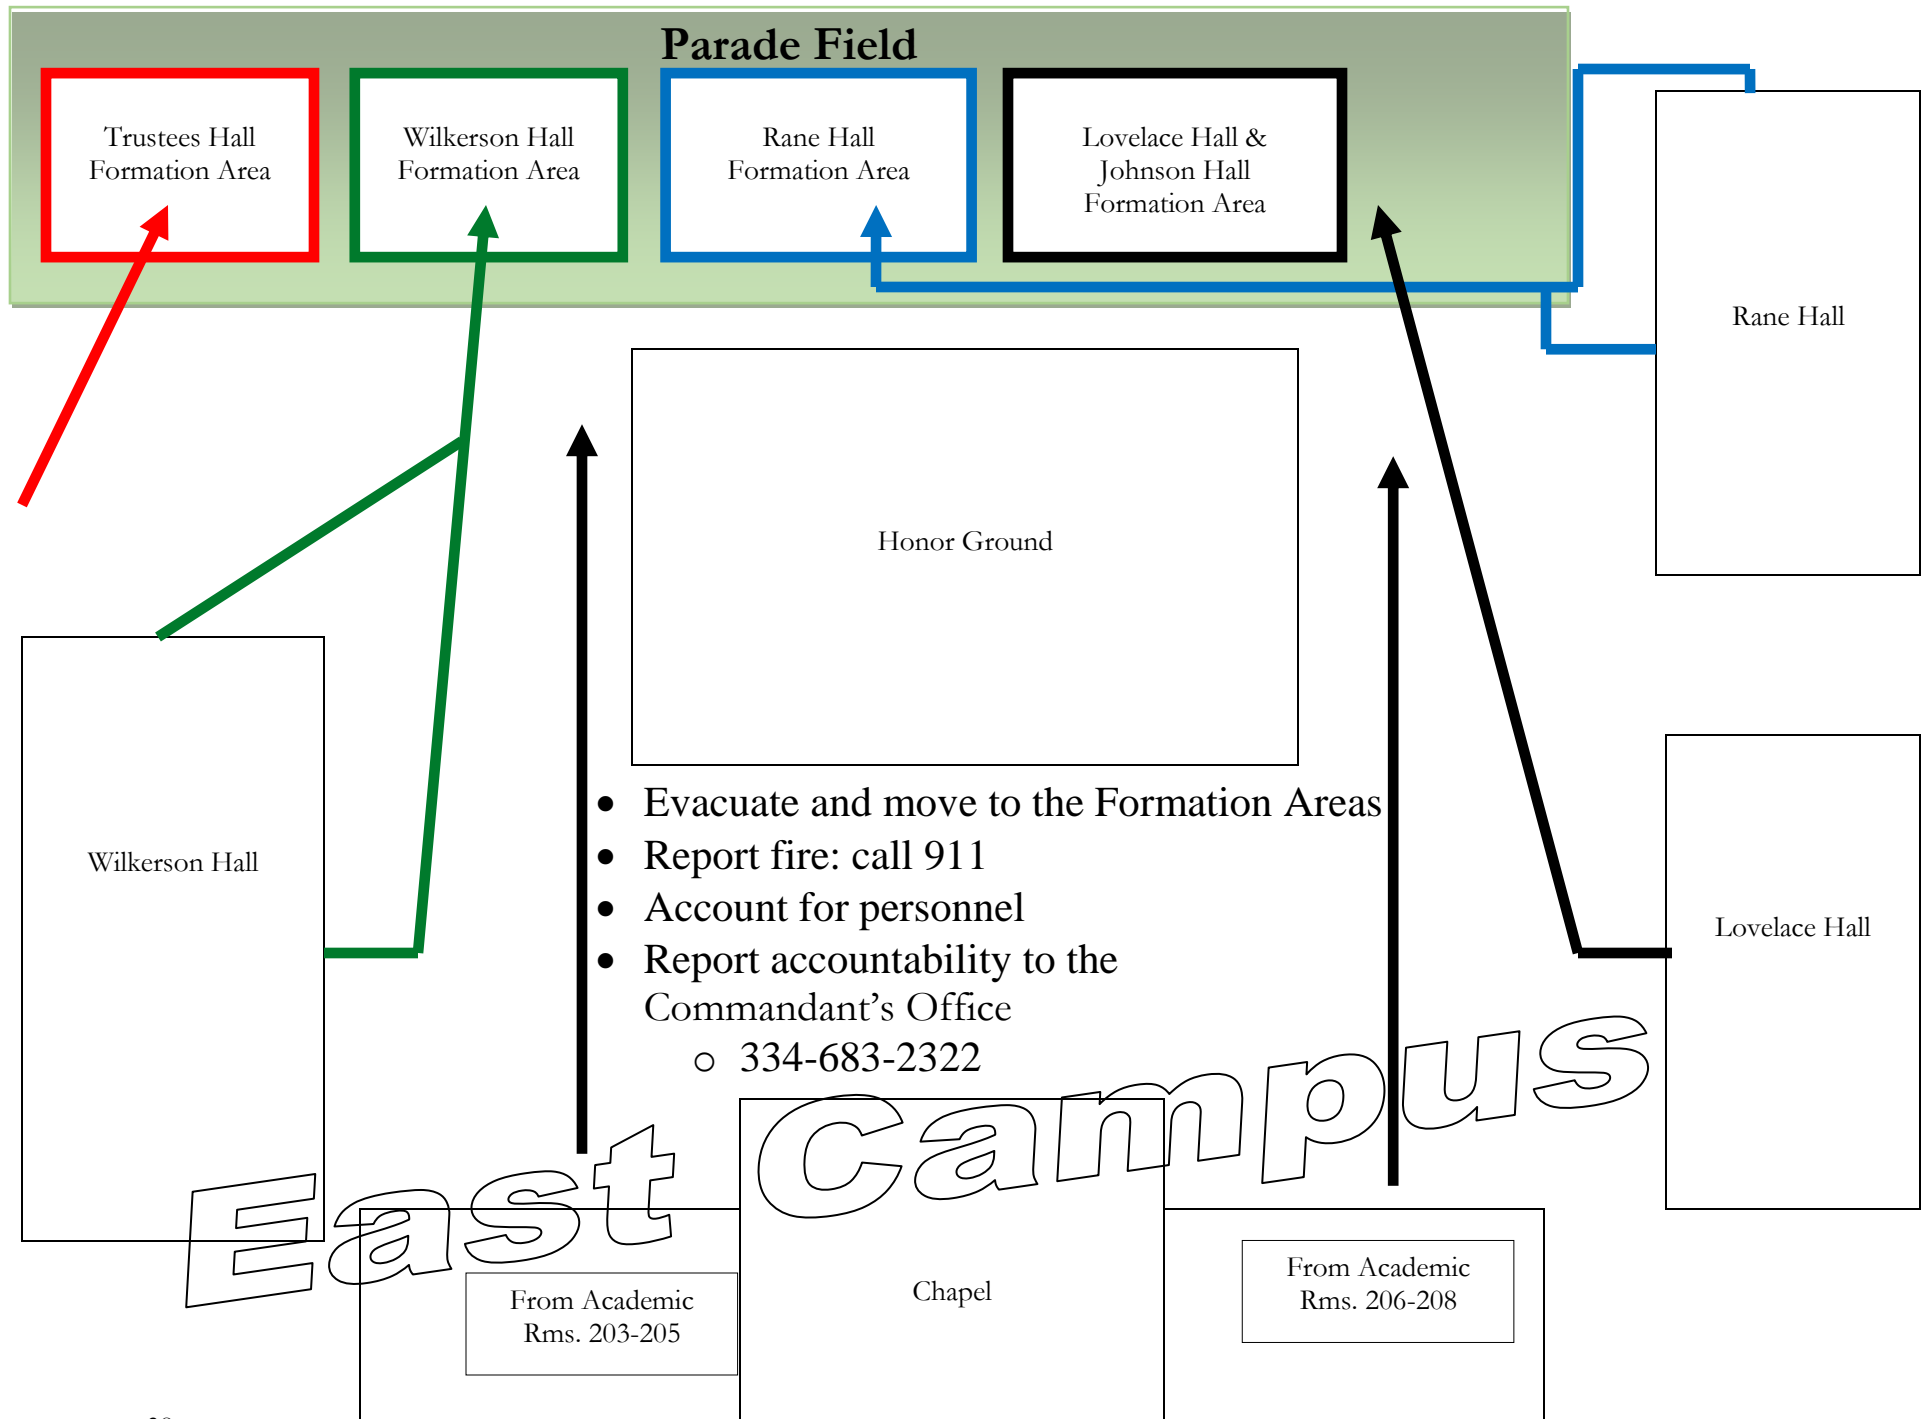 Parade Field
Trustees Hall
Formation Area
Wilkerson Hall
Formation Area
Rane Hall
Formation Area
Lovelace Hall &
Johnson Hall
Formation Area
Rane Hall
Honor Ground
• Evacuate and move to the Formation Areas
• Report fire: call 911
• Account for personnel
• Report accountability to the
Commandant’s Office
o 334-683-2322
Wilkerson Hall
Lovelace Hall
East Campus
From Academic
Rms. 203-205
Chapel
From Academic
Rms. 206-208